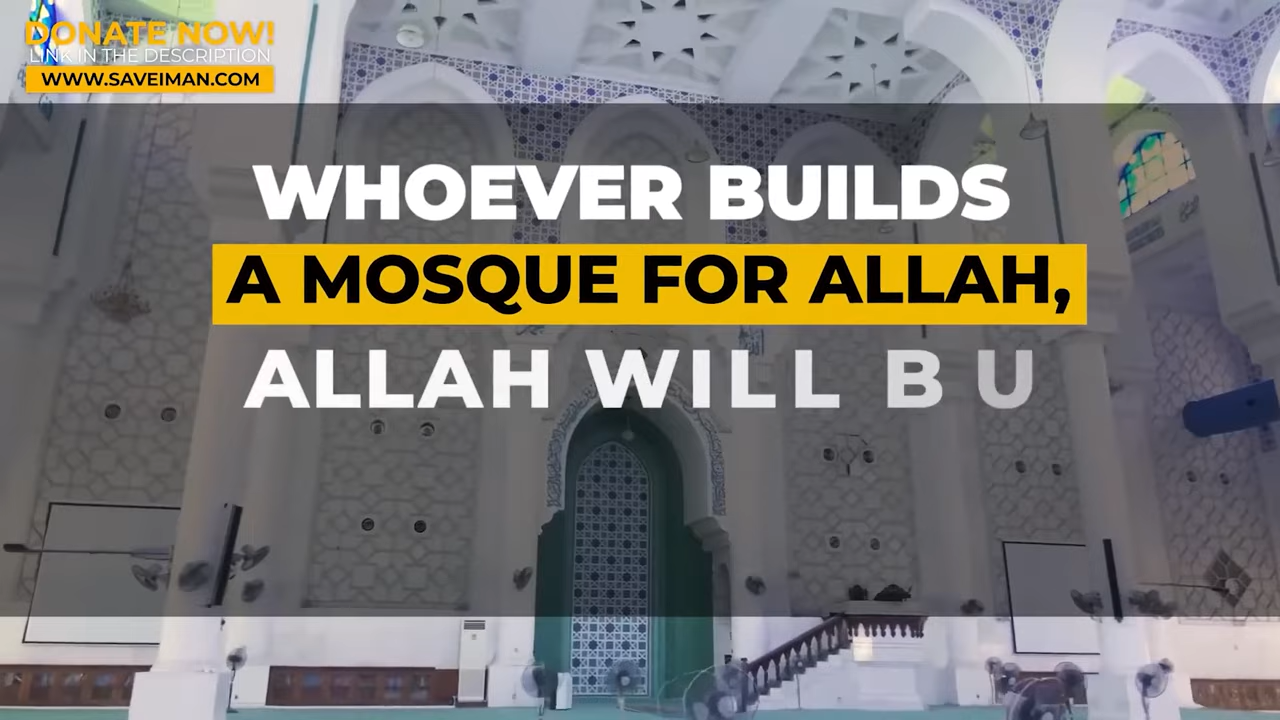 DONATE NOW!
LINK IN THE DESCRIPTION
WWW.SAVEIMAN.COM
WHOEVER BUILDS
A MOSQUE FOR ALLAH,
ALLAH WILL B U